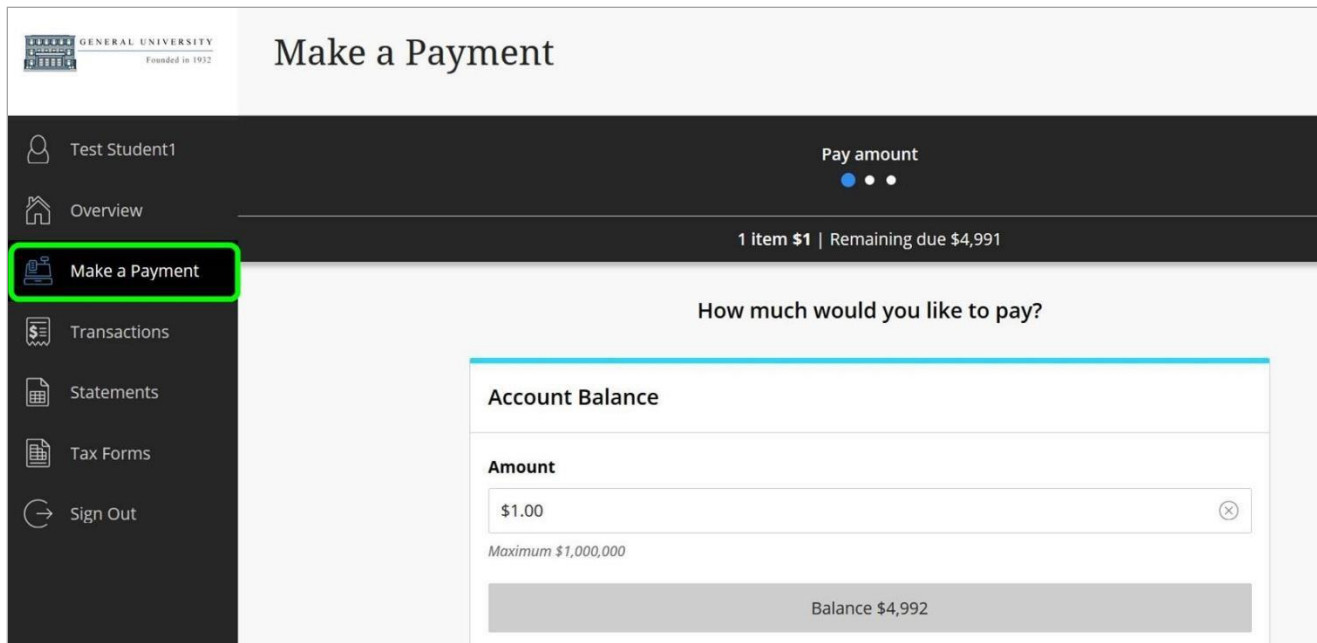 GENERAL UNIVERSITY
Founded in 1932
Make a Payment
Test Student1
Overview
Make a Payment
Transactions
Statements
Tax Forms
Sign Out
Pay amount
1 item $1 | Remaining due $4,991
How much would you like to pay?
Account Balance
Amount
$1.00
Maximum $1,000,000
Balance $4,992